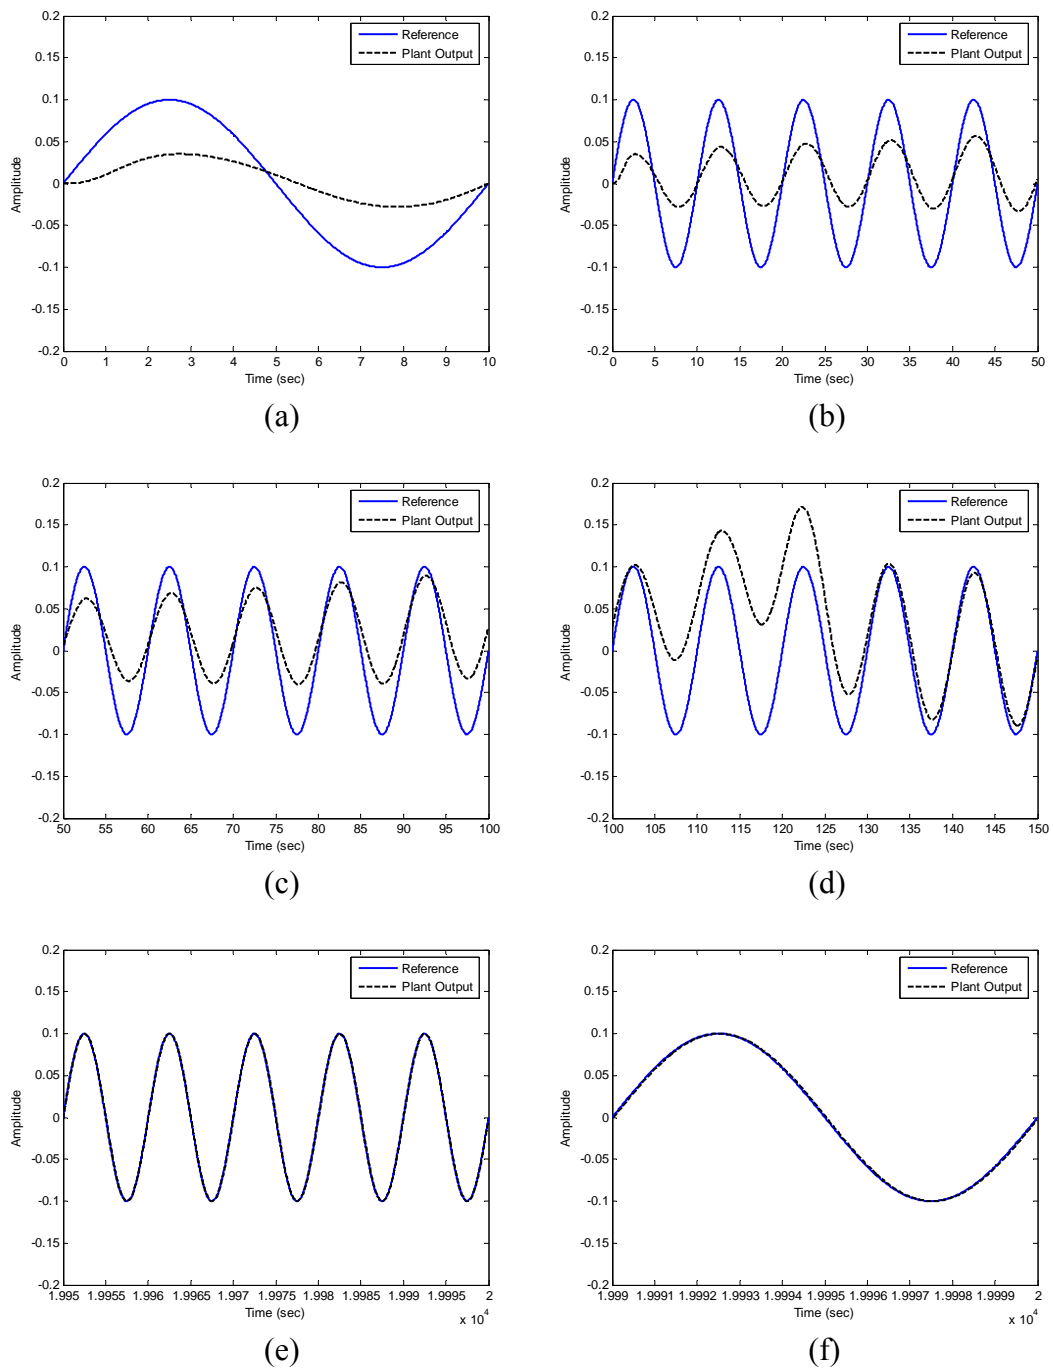 0.2
0.15
0.1
0.05
0
-0.05
-0.1
-0.15
-0.2
Amplitude
Reference
Plant Output
0 1 2 3 4 5 6 7 8 9 10
Time (sec)
(a)
0.2
0.15
0.1
0.05
0
-0.05
-0.1
-0.15
-0.2
Amplitude
Reference
Plant Output
0 5 10 15 20 25 30 35 40 45 50
Time (sec)
(b)
0.2
0.15
0.1
0.05
0
-0.05
-0.1
-0.15
-0.2
Amplitude
Reference
Plant Output
50 55 60 65 70 75 80 85 90 95 100
Time (sec)
(c)
0.2
0.15
0.1
0.05
0
-0.05
-0.1
-0.15
-0.2
Amplitude
Reference
Plant Output
100 105 110 115 120 125 130 135 140 145 150
Time (sec)
(d)
0.2
0.15
0.1
0.05
0
-0.05
-0.1
-0.15
-0.2
Amplitude
Reference
Plant Output
1.995 1.9955 1.996 1.9965 1.997 1.9975 1.998 1.9985 1.999 1.9995 2
Time (sec)
x 10⁴
(e)
0.2
0.15
0.1
0.05
0
-0.05
-0.1
-0.15
-0.2
Amplitude
Reference
Plant Output
1.999 1.9991 1.9992 1.9993 1.9994 1.9995 1.9996 1.9997 1.9998 1.9999 2
Time (sec)
x 10⁴
(f)